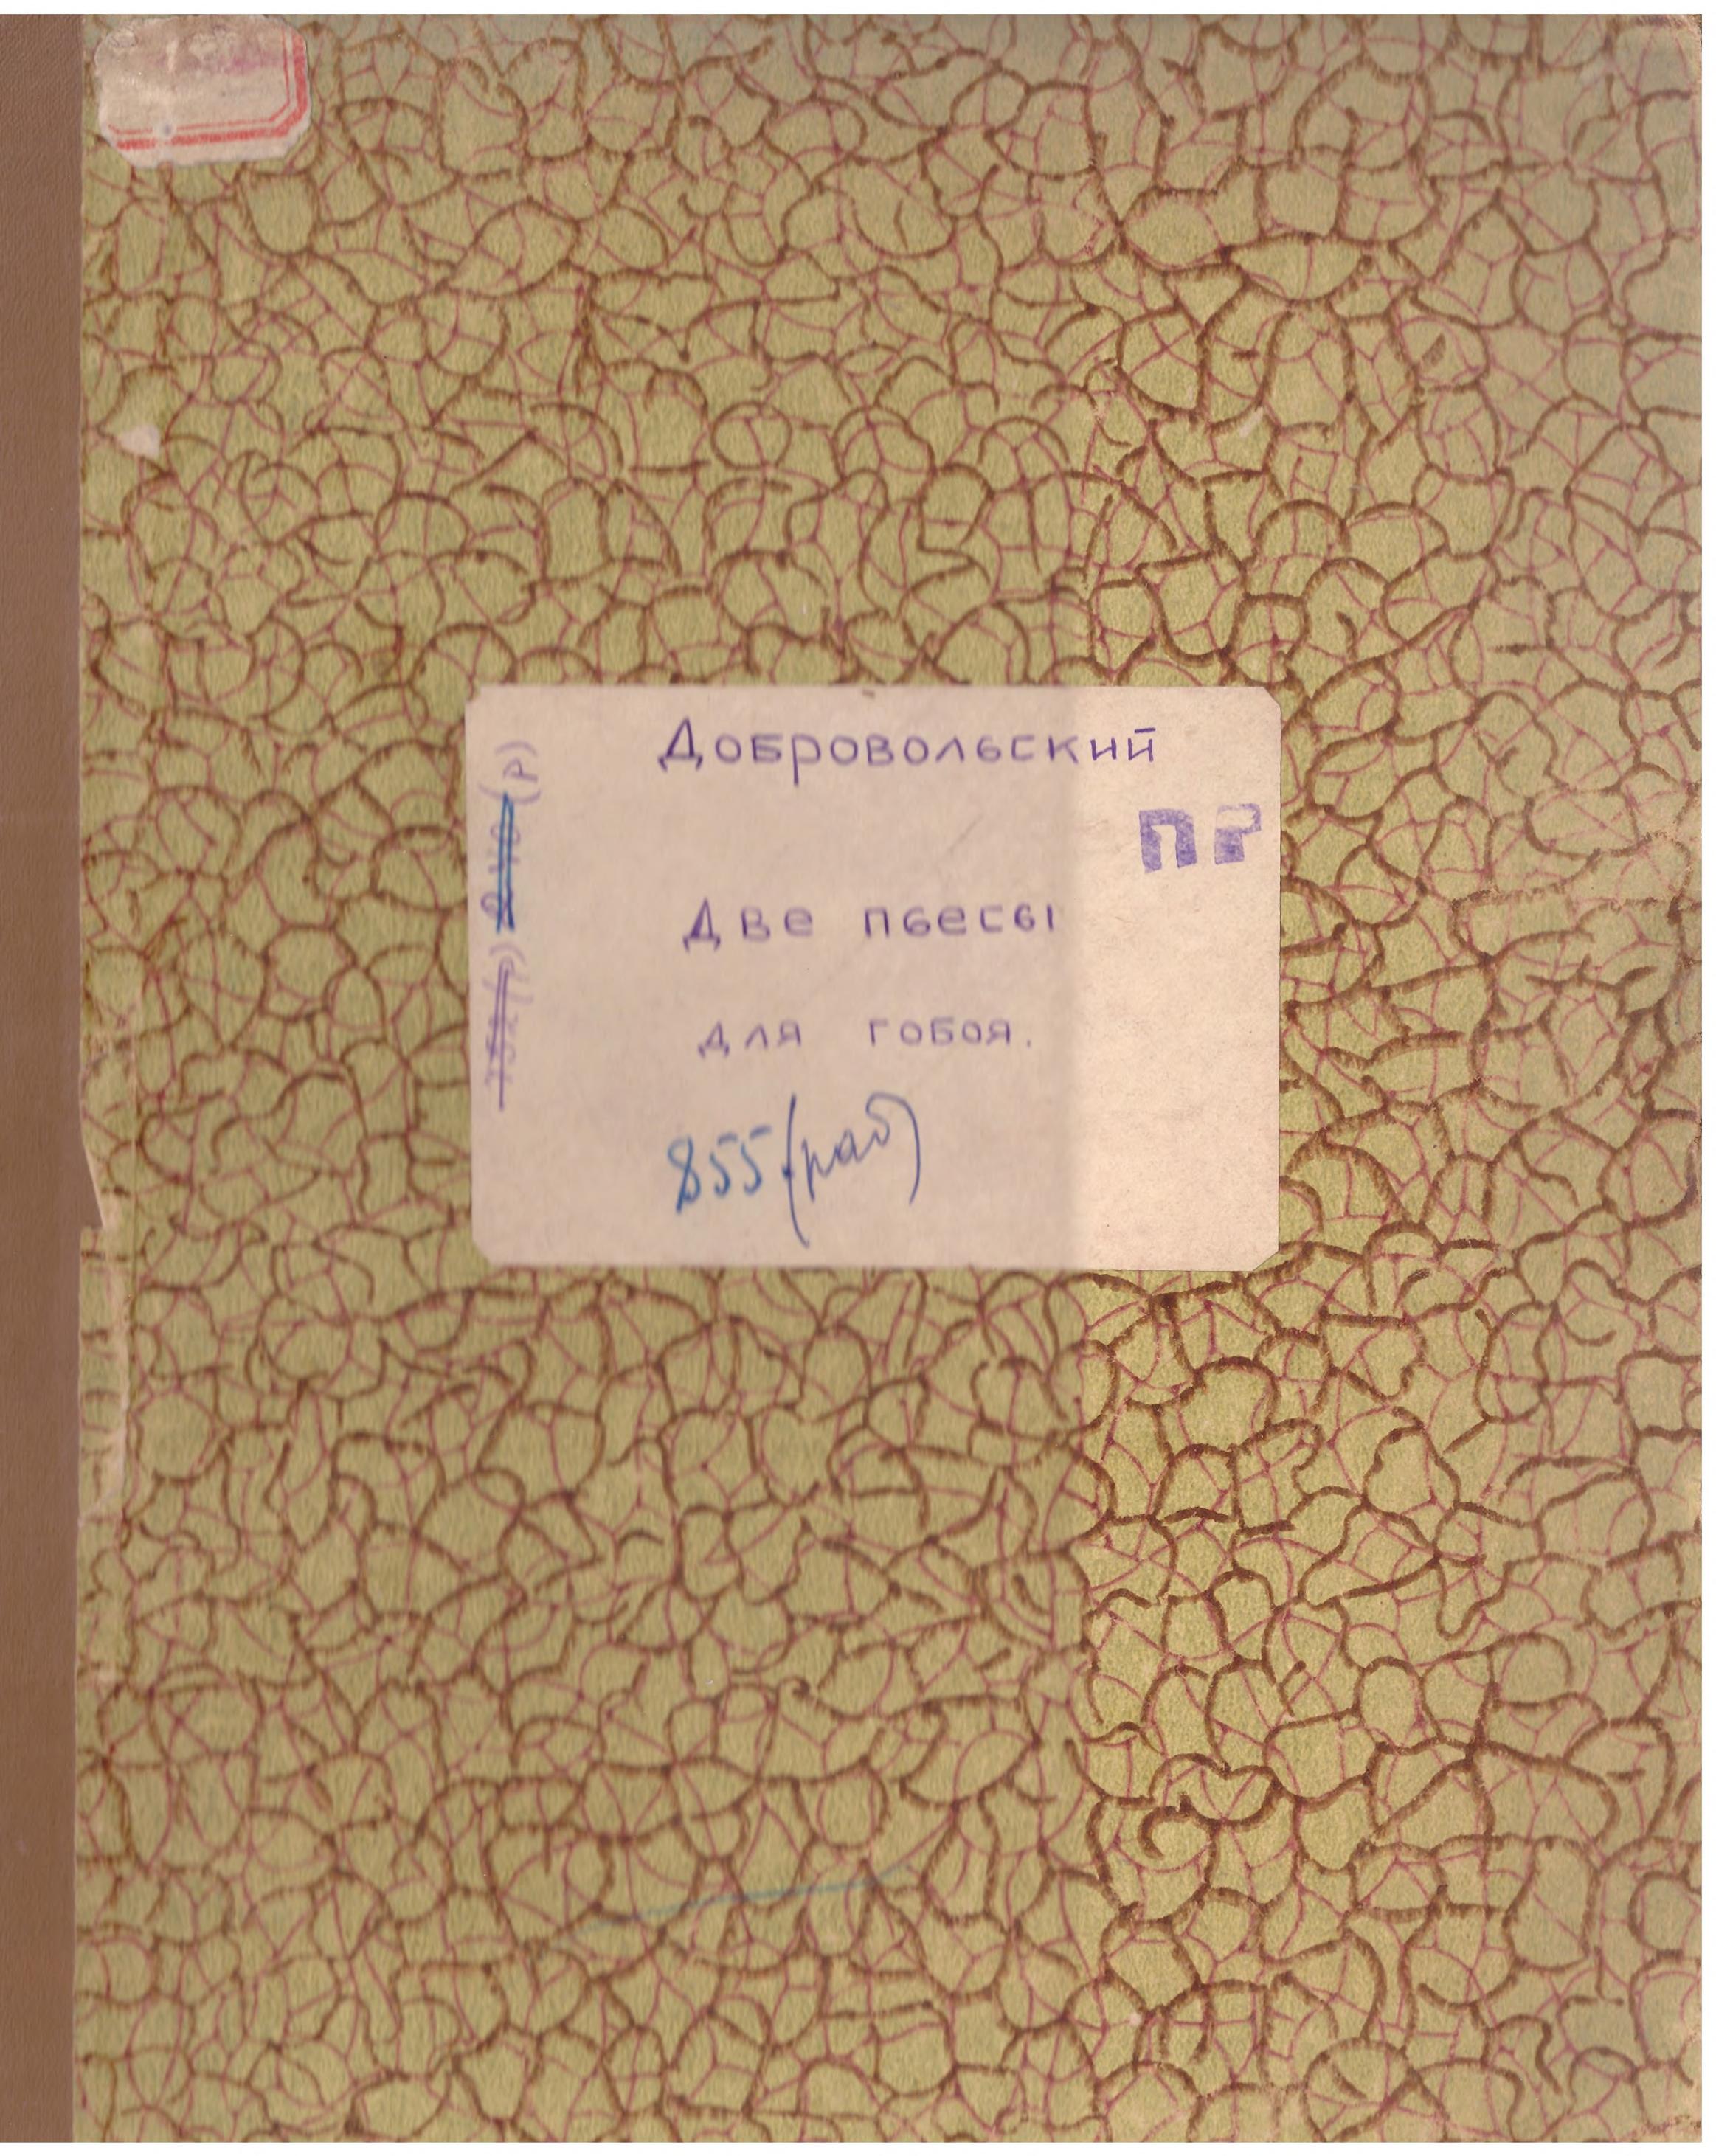 Добровольский
ПР
Две пьесы
для гобоя.
855 (раб)